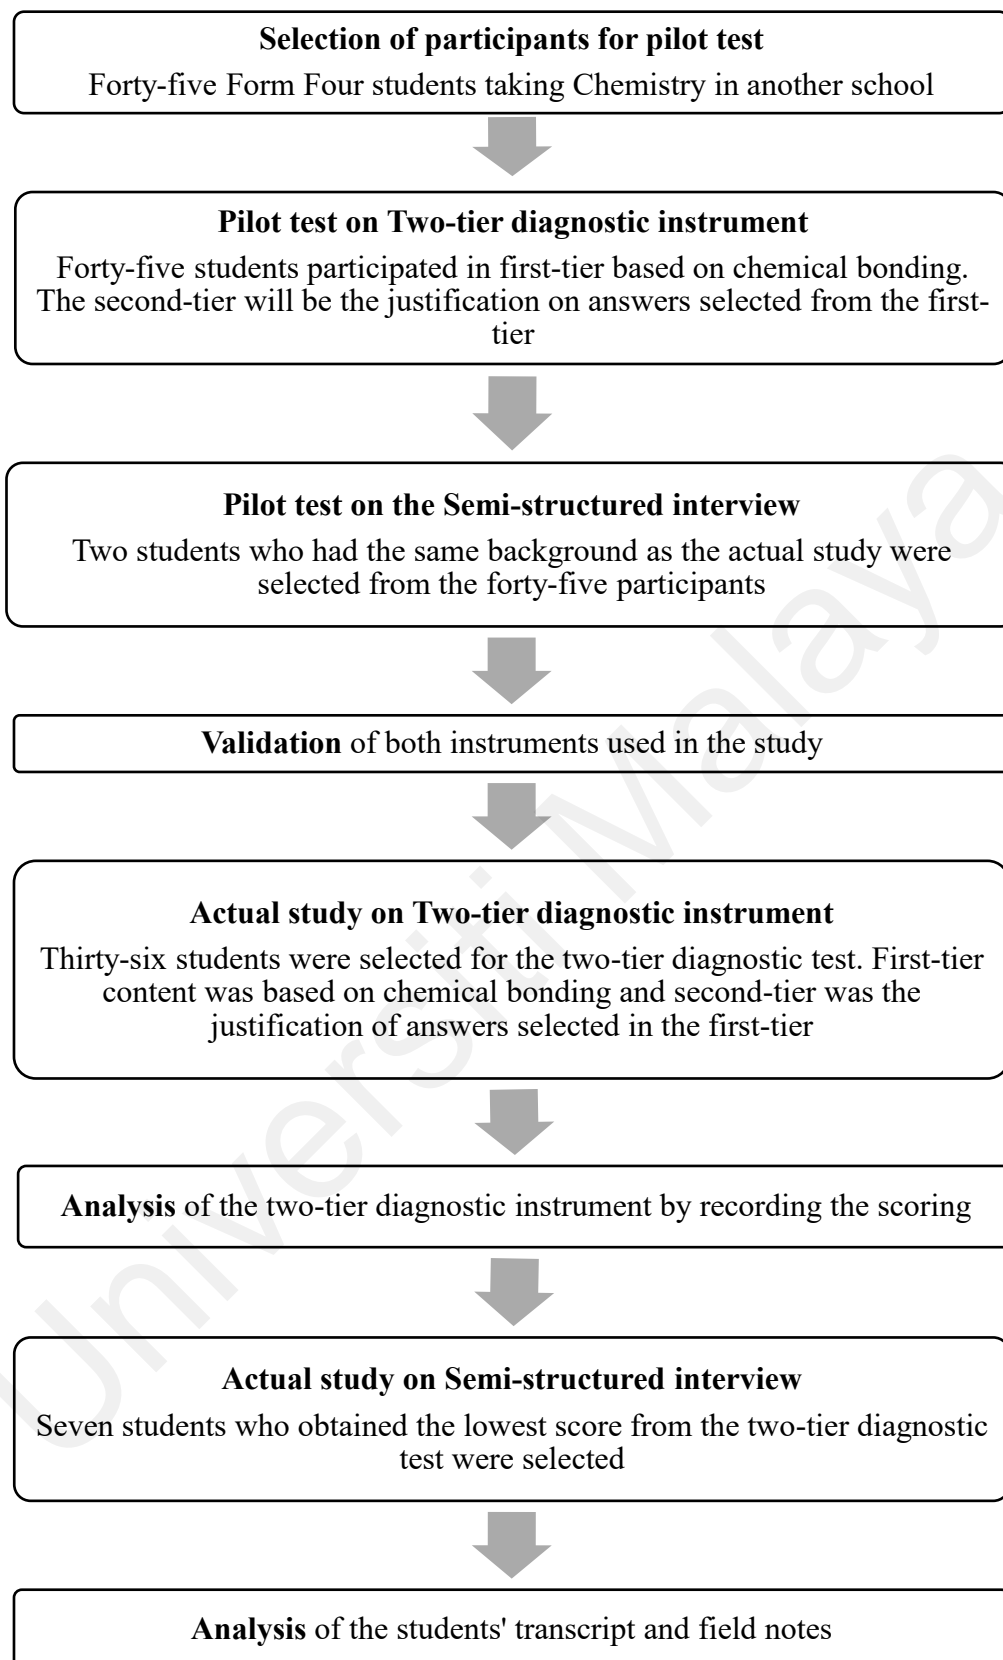 Selection of participants for pilot test
Forty-five Form Four students taking Chemistry in another school
Pilot test on Two-tier diagnostic instrument
Forty-five students participated in first-tier based on chemical bonding.
The second-tier will be the justification on answers selected from the first-
tier
Pilot test on the Semi-structured interview
Two students who had the same background as the actual study were
selected from the forty-five participants
Validation of both instruments used in the study
Actual study on Two-tier diagnostic instrument
Thirty-six students were selected for the two-tier diagnostic test. First-tier
content was based on chemical bonding and second-tier was the
justification of answers selected in the first-tier
Analysis of the two-tier diagnostic instrument by recording the scoring
Actual study on Semi-structured interview
Seven students who obtained the lowest score from the two-tier diagnostic
test were selected
Analysis of the students' transcript and field notes
Universiti Malaya